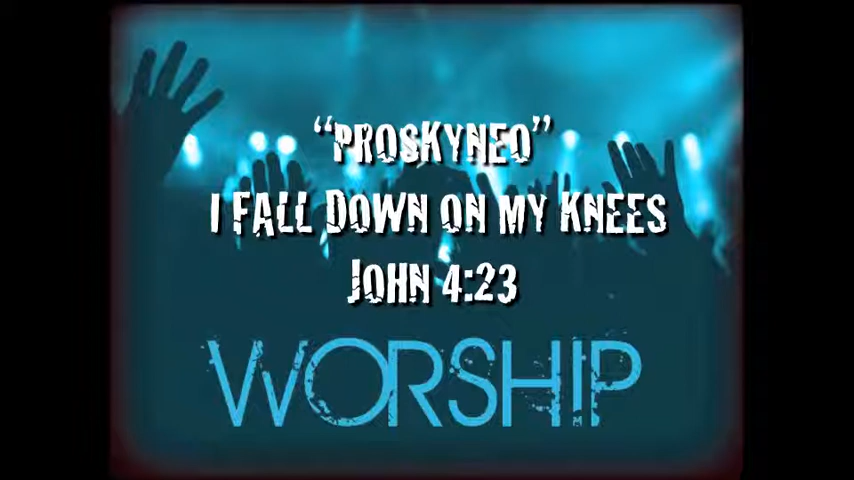 “PROSKYNEO”
I FALL DOWN ON MY KNEES
JOHN 4:23
WORSHIP